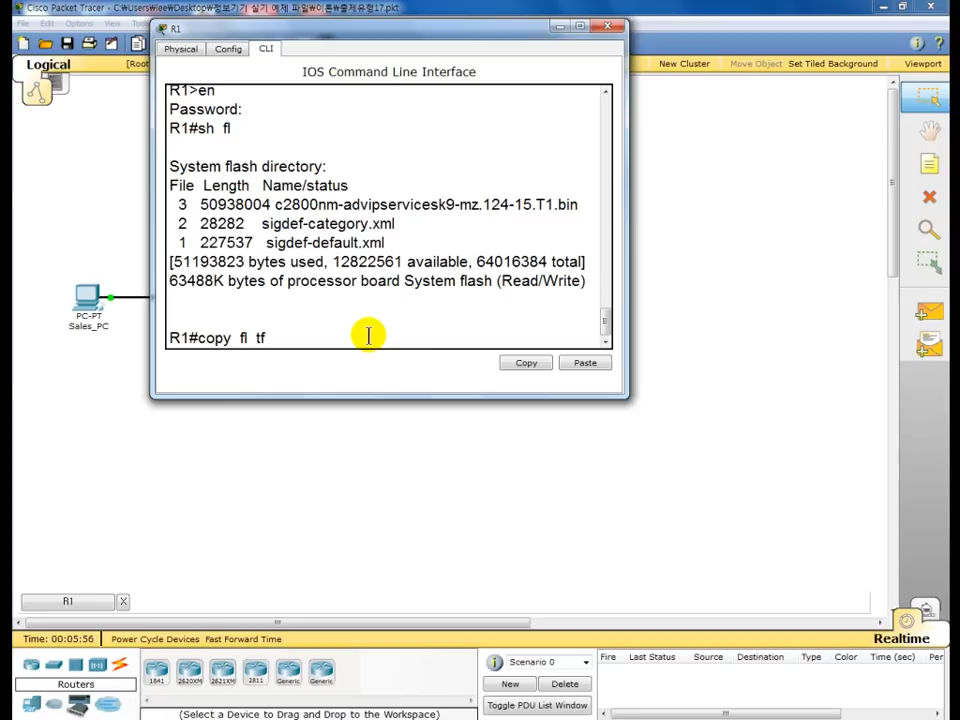 Cisco Packet Tracer - C:₩Users₩lee₩Desktop₩정보기기 실기 예제 파일₩이론₩출제유형17.pkt
File Edit Options View
R1
Physical Config CLI
Logical
[Root
New Cluster Move Object Set Tiled Background Viewport
IOS Command Line Interface
R1>en
Password:
R1#sh fl
System flash directory:
File Length Name/status
3 50938004 c2800nm-advipservicesk9-mz.124-15.T1.bin
2 28282 sigdef-category.xml
1 227537 sigdef-default.xml
[51193823 bytes used, 12822561 available, 64016384 total]
63488K bytes of processor board System flash (Read/Write)
R1#copy fl tf
Copy Paste
PC-PT
Sales_PC
R1 X
Time: 00:05:56 Power Cycle Devices Fast Forward Time
Realtime
Routers
1841 2620XM 2621XM 2811 Generic Generic
(Select a Device to Drag and Drop to the Workspace)
Scenario 0
New Delete
Toggle PDU List Window
Fire Last Status Source Destination Type Color Time (sec) Per